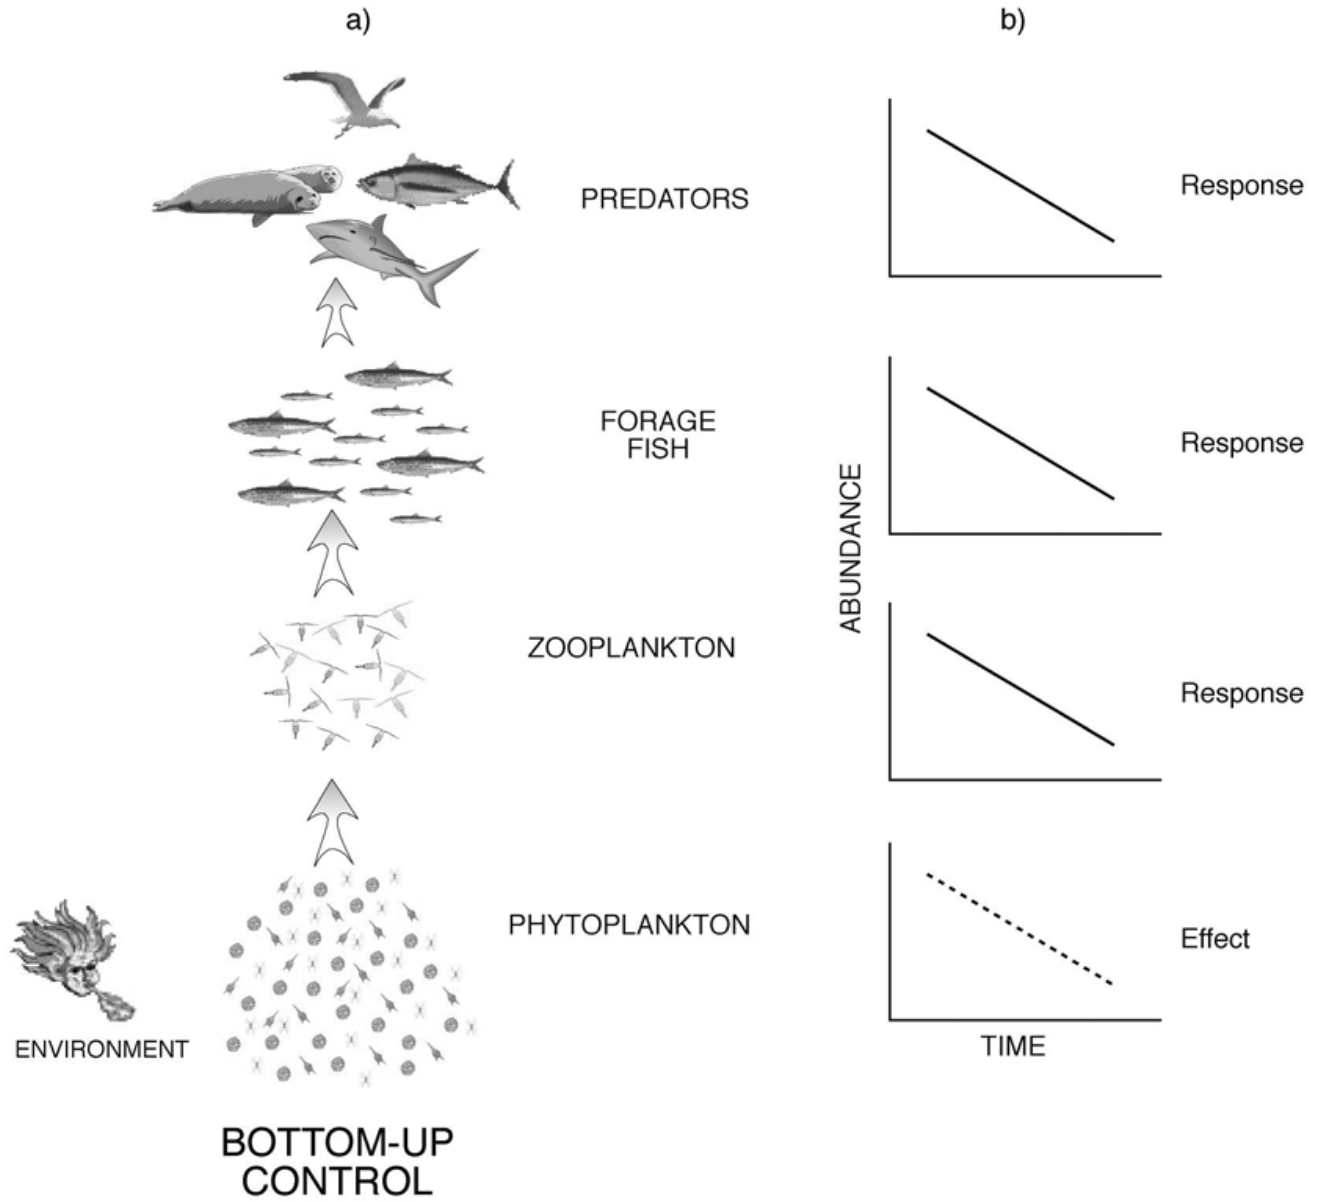 a)
b)
PREDATORS
Response
FORAGE
FISH
Response
ABUNDANCE
ZOOPLANKTON
Response
PHYTOPLANKTON
Effect
ENVIRONMENT
TIME
BOTTOM-UP
CONTROL